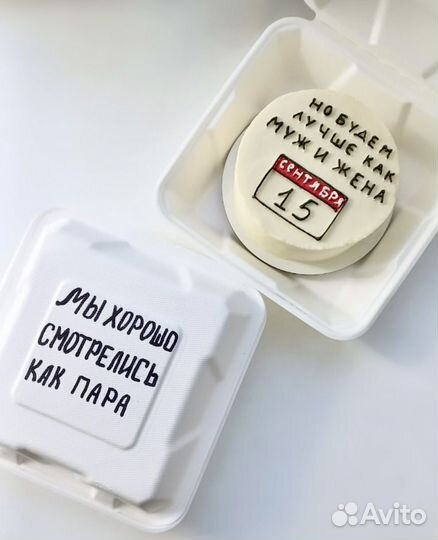 Мы хорошо
смотрелись
как пара
но будем
лучше как
муж и жена
сентября
15
Avito